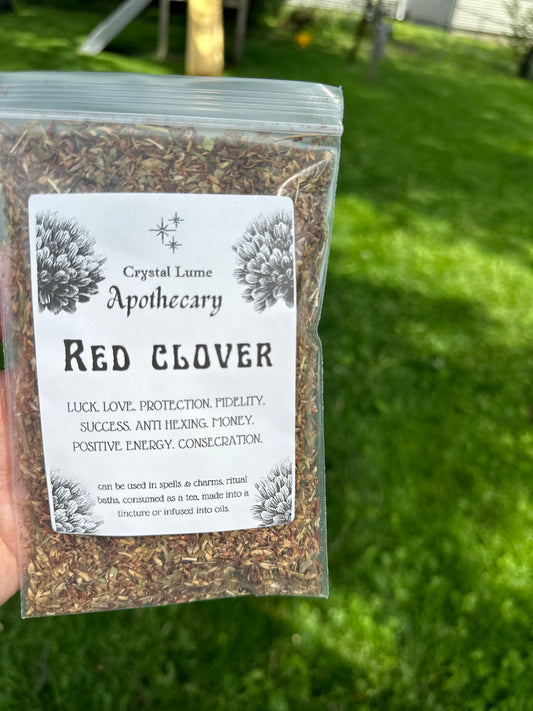 Crystal Lume
Apothecary
RED CLOVER
LUCK. LOVE. PROTECTION. FIDELITY.
SUCCESS. ANTI HEXING. MONEY.
POSITIVE ENERGY. CONSECRATION.
can be used in spells & charms, ritual
baths, consumed as a tea, made into a
tincture or infused into oils.